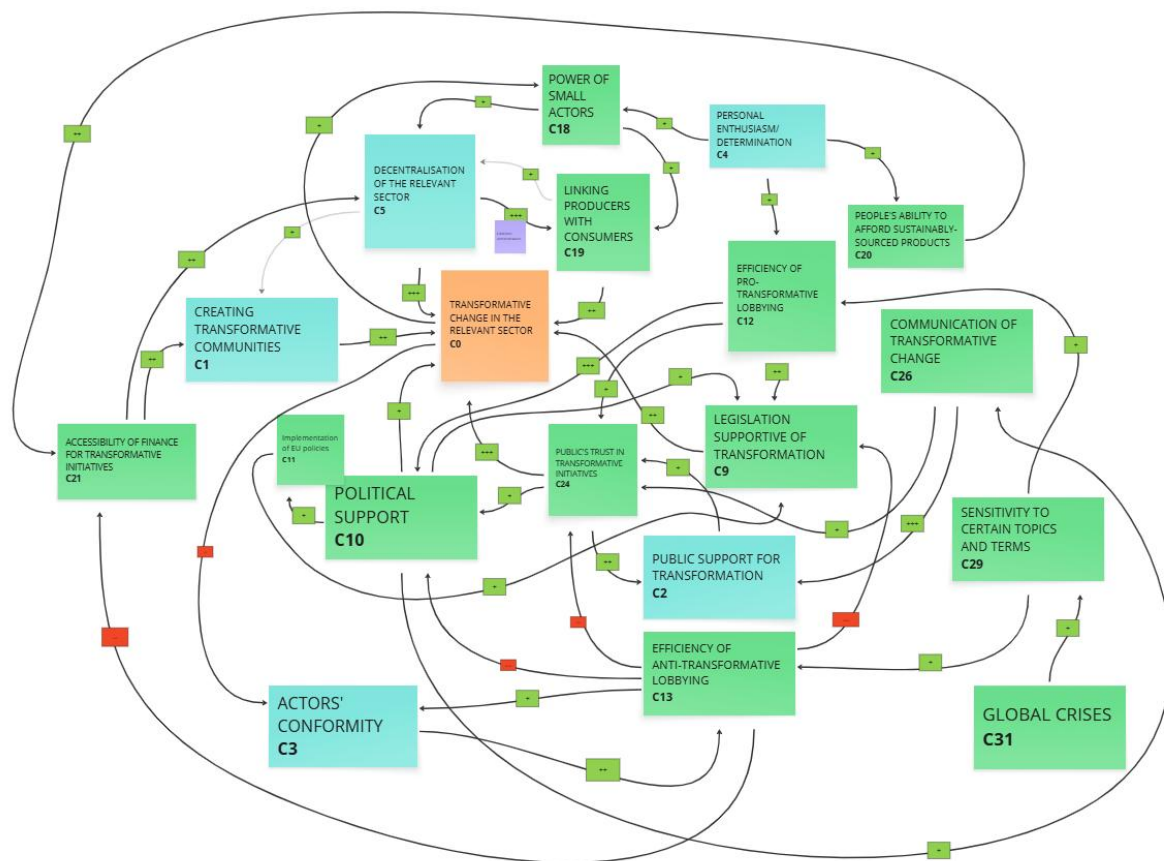 POWER OF
SMALL
ACTORS
C18
PERSONAL
ENTHUSIASM/
DETERMINATION
C4
DECENTRALISATION
OF THE RELEVANT
SECTOR
C5
LINKING
PRODUCERS
WITH
CONSUMERS
C19
PEOPLE'S ABILITY TO
AFFORD SUSTAINABLY-
SOURCED PRODUCTS
C20
EFFICIENCY OF
PRO-
TRANSFORMATIVE
LOBBYING
C12
TRANSFORMATIVE
CHANGE IN THE
RELEVANT SECTOR
C0
CREATING
TRANSFORMATIVE
COMMUNITIES
C1
COMMUNICATION OF
TRANSFORMATIVE
CHANGE
C26
ACCESSIBILITY OF FINANCE
FOR TRANSFORMATIVE
INITIATIVES
C21
Implementation
of EU policies
C11
POLITICAL
SUPPORT
C10
PUBLIC'S TRUST IN
TRANSFORMATIVE
INITIATIVES
C24
LEGISLATION
SUPPORTIVE OF
TRANSFORMATION
C9
SENSITIVITY TO
CERTAIN TOPICS
AND TERMS
C29
PUBLIC SUPPORT FOR
TRANSFORMATION
C2
EFFICIENCY OF
ANTI-TRANSFORMATIVE
LOBBYING
C13
ACTORS'
CONFORMITY
C3
GLOBAL CRISES
C31